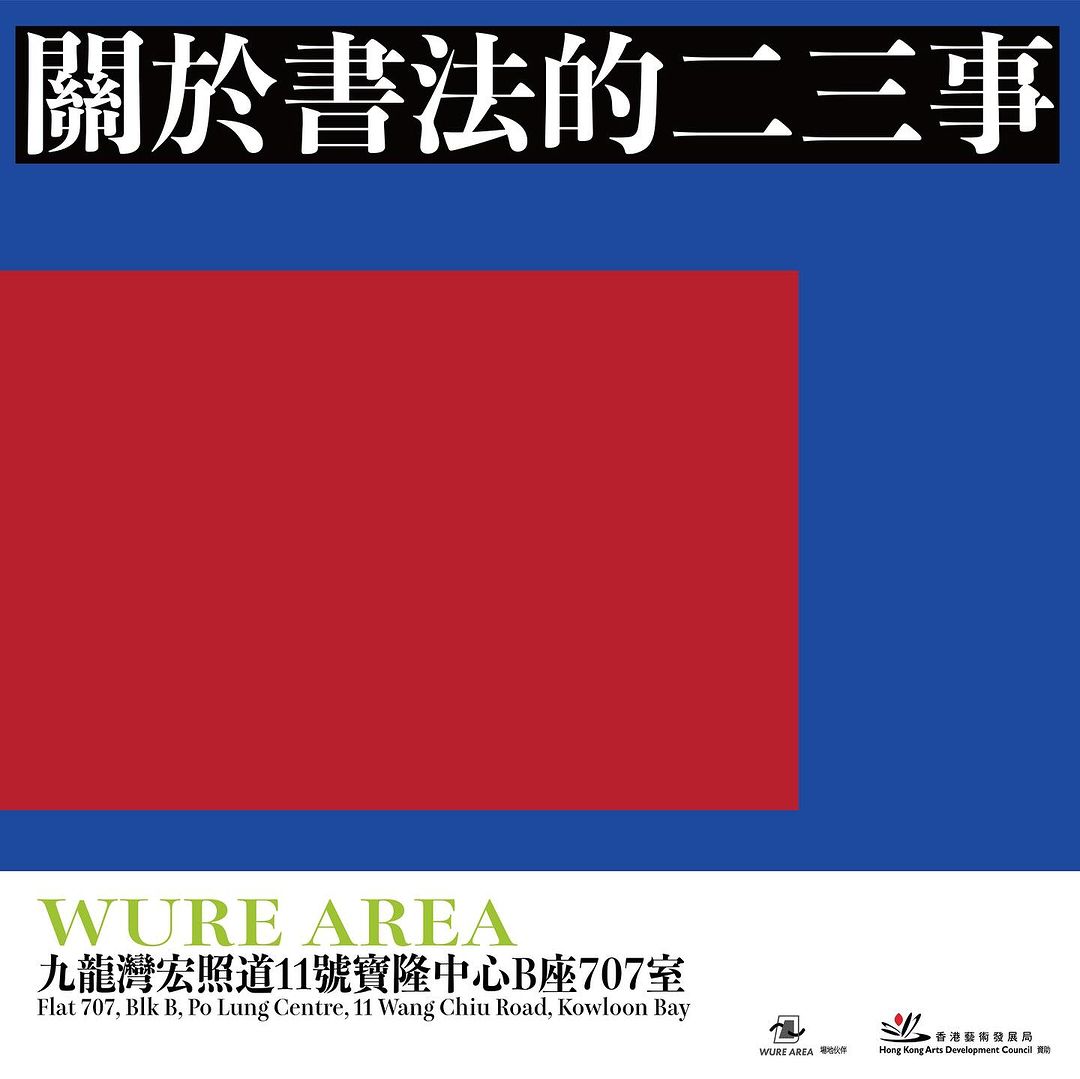 關於書法的二三事
WURE AREA
九龍灣宏照道11號寶隆中心B座707室
Flat 707, Blk B, Po Lung Centre, 11 Wang Chiu Road, Kowloon Bay
WURE AREA 場地伙伴
香港藝術發展局
Hong Kong Arts Development Council 資助